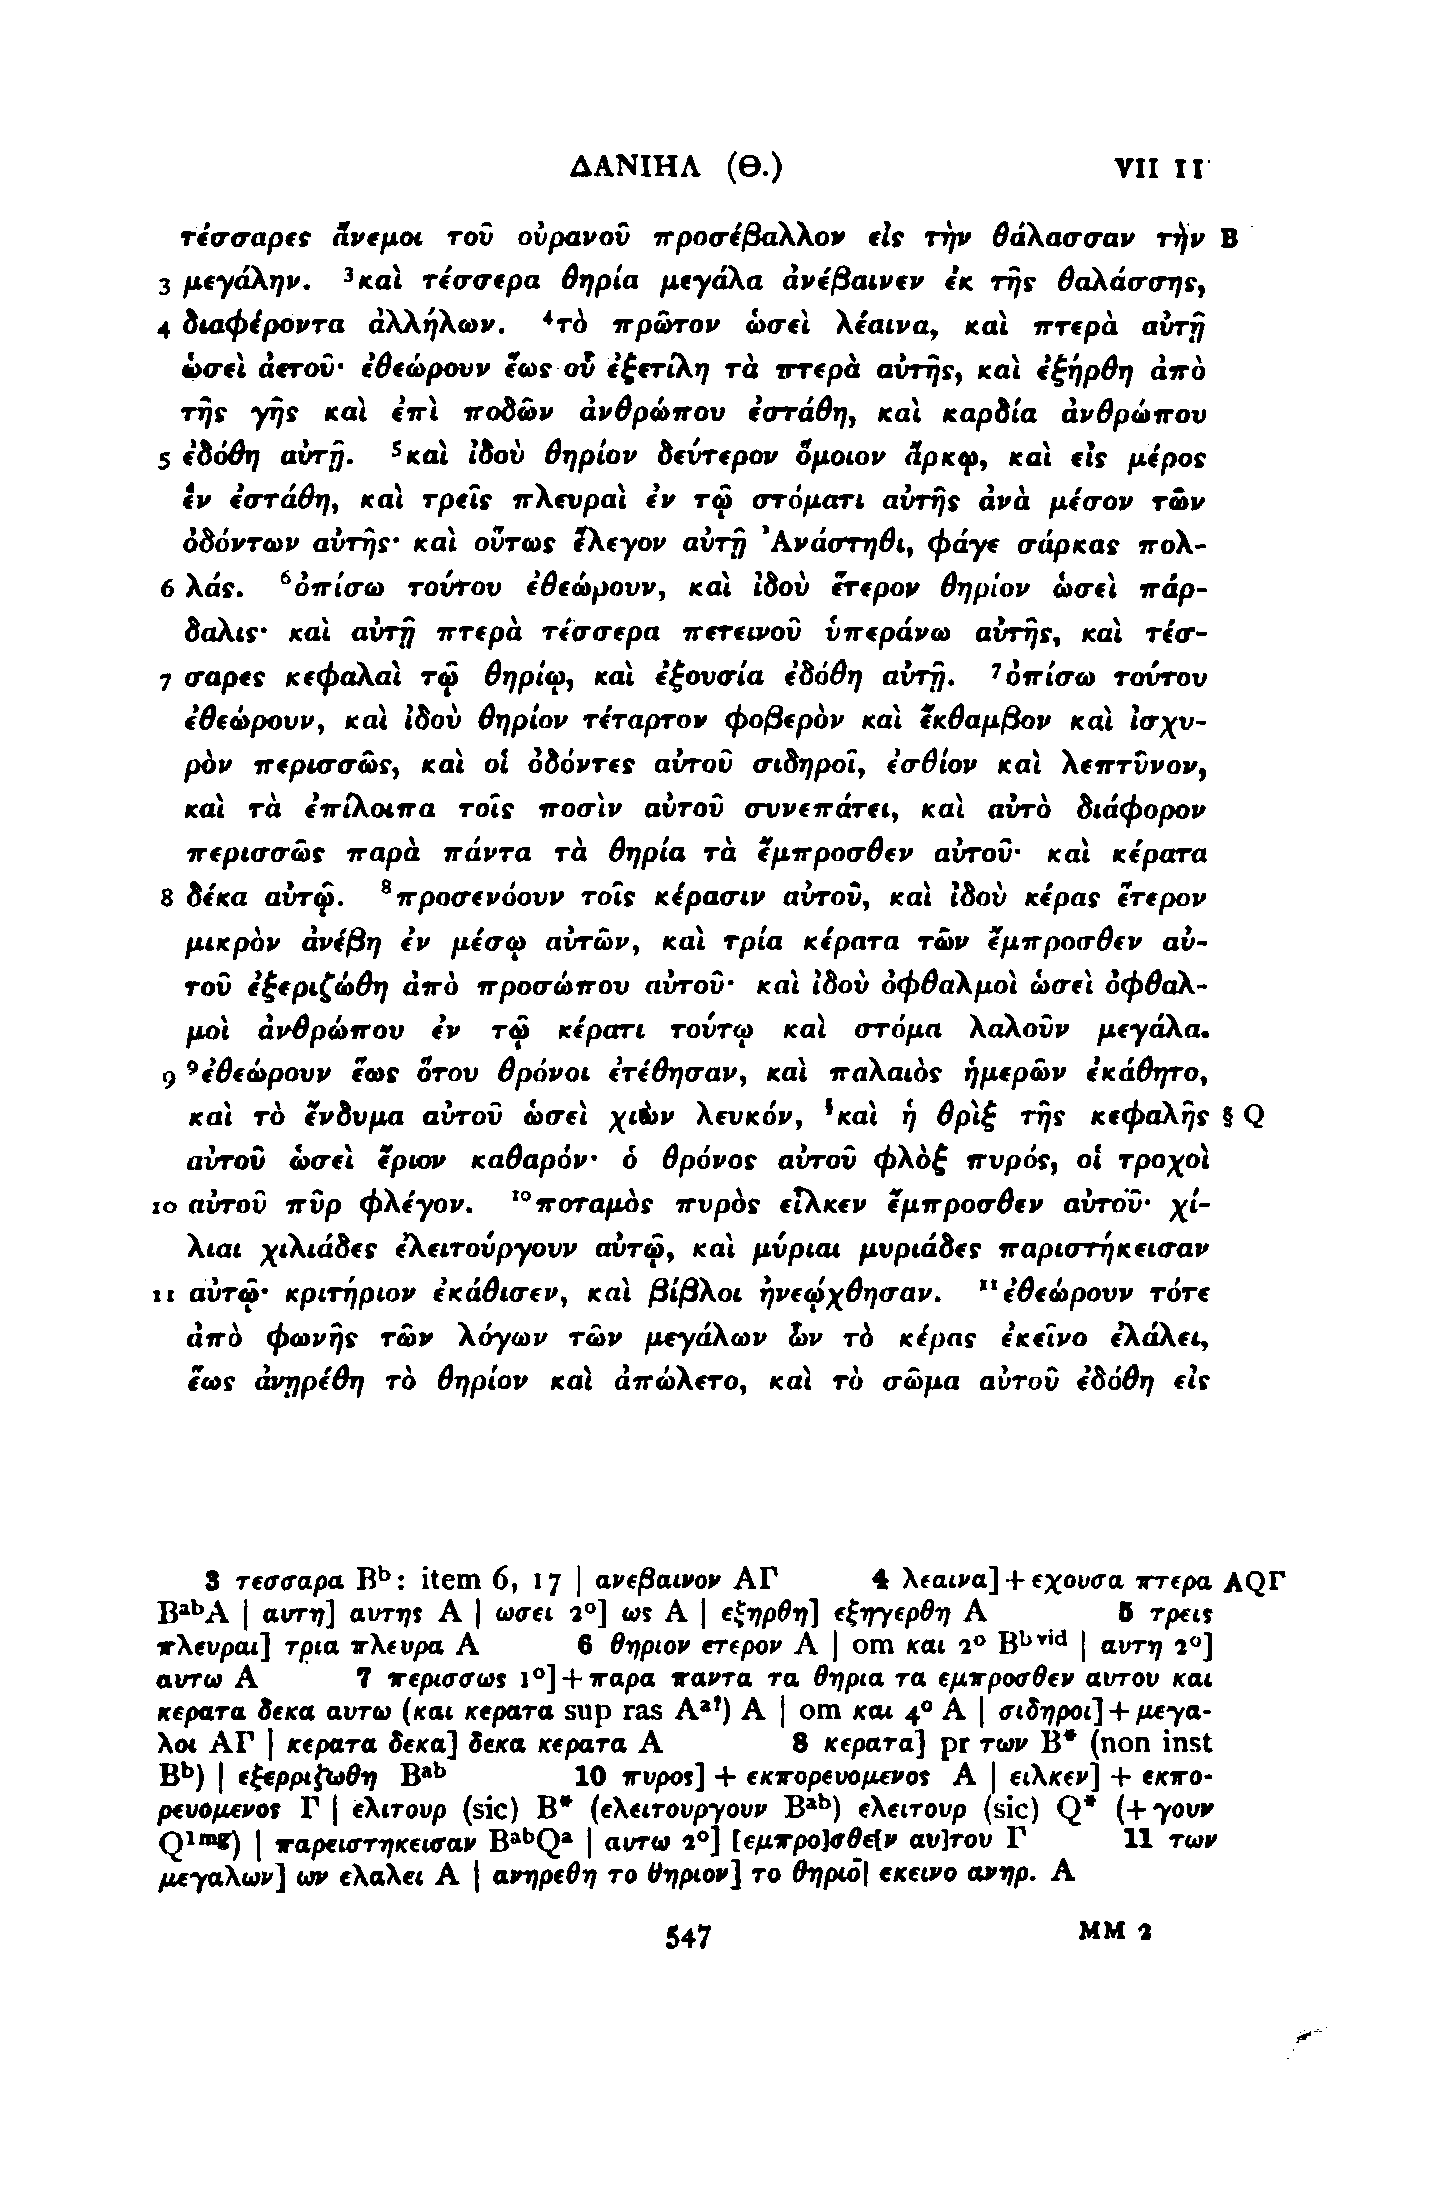 ΔΑΝΙΗΛ (Θ.) VII 11
τέσσαρες ἄνεμοι τοῦ οὐρανοῦ προσέβαλλον εἰς τὴν θάλασσαν τὴν B
3 μεγάλην. ³καὶ τέσσερα θηρία μεγάλα ἀνέβαινεν ἐκ τῆς θαλάσσης,
4 διαφέροντα ἀλλήλων. ⁴τὸ πρῶτον ὡσεὶ λέαινα, καὶ πτερὰ αὐτῇ
ὡσεὶ ἀετοῦ· ἐθεώρουν ἕως οὗ ἐξετίλη τὰ πτερὰ αὐτῆς, καὶ ἐξήρθη ἀπὸ
τῆς γῆς καὶ ἐπὶ ποδῶν ἀνθρώπου ἐστάθη, καὶ καρδία ἀνθρώπου
5 ἐδόθη αὐτῇ. ⁵καὶ ἰδοὺ θηρίον δεύτερον ὅμοιον ἄρκῳ, καὶ εἰς μέρος
ἓν ἐστάθη, καὶ τρεῖς πλευραὶ ἐν τῷ στόματι αὐτῆς ἀνὰ μέσον τῶν
ὀδόντων αὐτῆς· καὶ οὕτως ἔλεγον αὐτῇ Ἀνάστηθι, φάγε σάρκας πολ-
6 λάς. ⁶ὀπίσω τούτου ἐθεώρουν, καὶ ἰδοὺ ἕτερον θηρίον ὡσεὶ πάρ-
δαλις· καὶ αὐτῇ πτερὰ τέσσερα πετεινοῦ ὑπεράνω αὐτῆς, καὶ τέσ-
7 σαρες κεφαλαὶ τῷ θηρίῳ, καὶ ἐξουσία ἐδόθη αὐτῇ. ⁷ὀπίσω τούτου
ἐθεώρουν, καὶ ἰδοὺ θηρίον τέταρτον φοβερὸν καὶ ἔκθαμβον καὶ ἰσχυ-
ρὸν περισσῶς, καὶ οἱ ὀδόντες αὐτοῦ σιδηροῖ, ἐσθίον καὶ λεπτῦνον,
καὶ τὰ ἐπίλοιπα τοῖς ποσὶν αὐτοῦ συνεπάτει, καὶ αὐτὸ διάφορον
περισσῶς παρὰ πάντα τὰ θηρία τὰ ἔμπροσθεν αὐτοῦ· καὶ κέρατα
8 δέκα αὐτῷ. ⁸προσενόουν τοῖς κέρασιν αὐτοῦ, καὶ ἰδοὺ κέρας ἕτερον
μικρὸν ἀνέβη ἐν μέσῳ αὐτῶν, καὶ τρία κέρατα τῶν ἔμπροσθεν αὐ-
τοῦ ἐξεριζώθη ἀπὸ προσώπου αὐτοῦ· καὶ ἰδοὺ ὀφθαλμοὶ ὡσεὶ ὀφθαλ-
μοὶ ἀνθρώπου ἐν τῷ κέρατι τούτῳ καὶ στόμα λαλοῦν μεγάλα.
9 ⁹ἐθεώρουν ἕως ὅτου θρόνοι ἐτέθησαν, καὶ παλαιὸς ἡμερῶν ἐκάθητο,
καὶ τὸ ἔνδυμα αὐτοῦ ὡσεὶ χιὼν λευκόν, §καὶ ἡ θρὶξ τῆς κεφαλῆς § Q
αὐτοῦ ὡσεὶ ἔριον καθαρόν· ὁ θρόνος αὐτοῦ φλὸξ πυρός, οἱ τροχοὶ
10 αὐτοῦ πῦρ φλέγον. ¹⁰ποταμὸς πυρὸς εἷλκεν ἔμπροσθεν αὐτοῦ· χί-
λιαι χιλιάδες ἐλειτούργουν αὐτῷ, καὶ μύριαι μυριάδες παριστήκεισαν
11 αὐτῷ· κριτήριον ἐκάθισεν, καὶ βίβλοι ἠνεῴχθησαν. ¹¹ἐθεώρουν τότε
ἀπὸ φωνῆς τῶν λόγων τῶν μεγάλων ὧν τὸ κέρας ἐκεῖνο ἐλάλει,
ἕως ἀνῃρέθη τὸ θηρίον καὶ ἀπώλετο, καὶ τὸ σῶμα αὐτοῦ ἐδόθη εἰς
3 τεσσαρα Bᵇ: item 6, 17 | ανεβαινον ΑΓ 4 λεαινα]+εχουσα πτερα AQΓ
BᵃᵇA | αυτη] αυτης A | ωσει 2°] ως A | εξηρθη] εξηγερθη A 5 τρεις
πλευραι] τρια πλευρα A 6 θηριον ετερον A | om και 2° Bᵇᵛⁱᵈ | αυτη 2°]
αυτω A 7 περισσως 1°]+παρα παντα τα θηρια τα εμπροσθεν αυτου και
κερατα δεκα αυτω (και κερατα sup ras Aᵃ?) A | om και 4° A | σιδηροι]+μεγα-
λοι ΑΓ | κερατα δεκα] δεκα κερατα A 8 κερατα] pr των B* (non inst
Bᵇ) | εξερριζωθη Bᵃᵇ 10 πυρος] + εκπορευομενος A | ειλκεν] + εκπο-
ρευομενος Γ | ελιτουρ (sic) B* (ελειτουργουν Bᵃᵇ) ελειτουρ (sic) Q* (+γουν
Q¹ᵐᵍ) | παρειστηκεισαν BᵃᵇQᵃ | αυτω 2°] [εμπρο]σθε[ν αυ]του Γ 11 των
μεγαλων] ων ελαλει A | ανηρεθη το θηριον] το θηριο̄| εκεινο ανηρ. A
547 MM 2